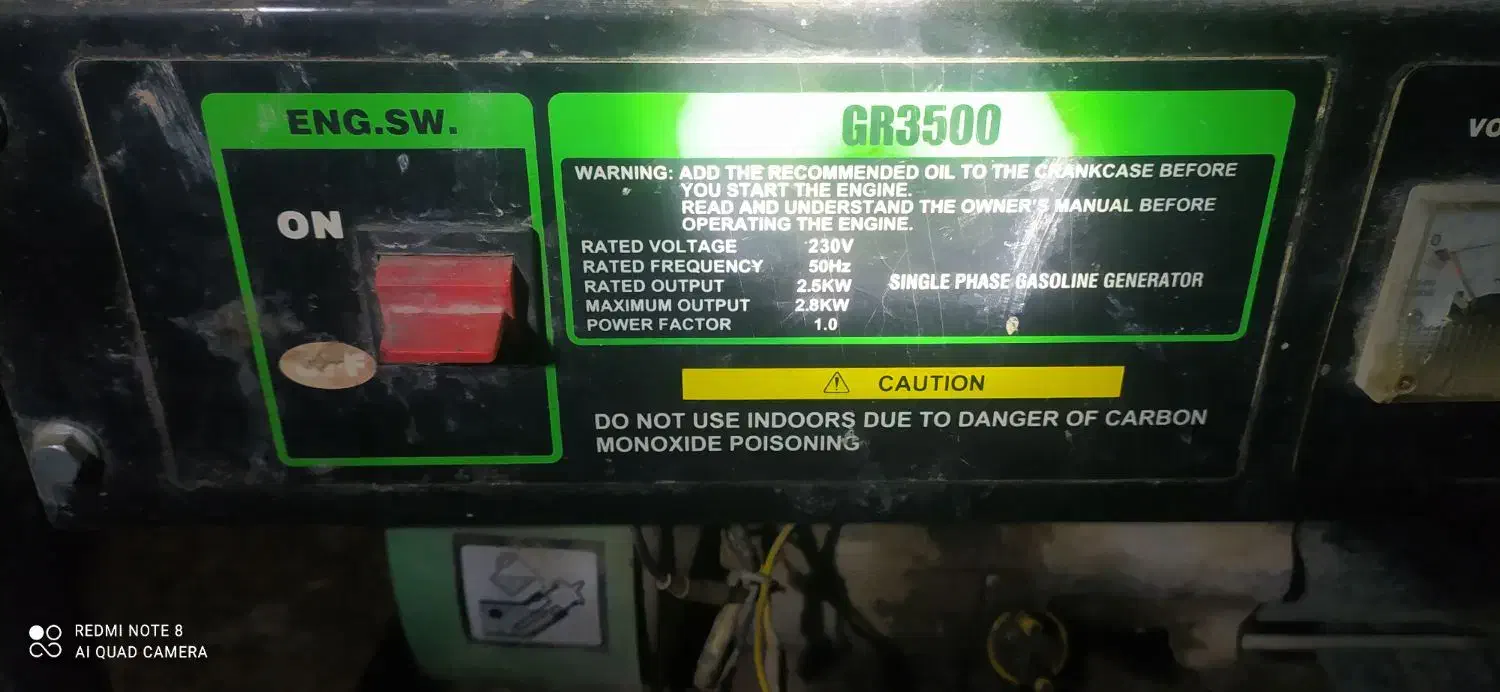 ENG.SW.
ON
GR3500
WARNING: ADD THE RECOMMENDED OIL TO THE CRANKCASE BEFORE
YOU START THE ENGINE.
READ AND UNDERSTAND THE OWNER'S MANUAL BEFORE
OPERATING THE ENGINE.
RATED VOLTAGE 230V
RATED FREQUENCY 50Hz
RATED OUTPUT 2.5KW
MAXIMUM OUTPUT 2.8KW
POWER FACTOR 1.0
SINGLE PHASE GASOLINE GENERATOR
CAUTION
DO NOT USE INDOORS DUE TO DANGER OF CARBON
MONOXIDE POISONING
REDMI NOTE 8
AI QUAD CAMERA